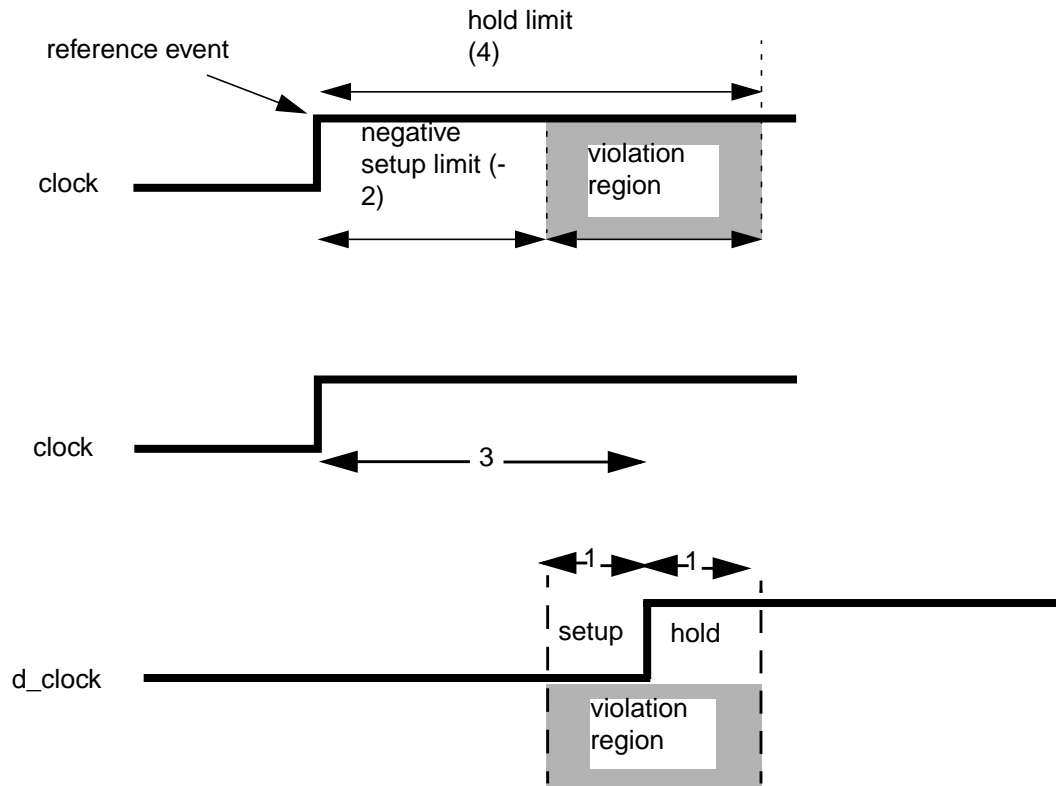 hold limit
(4)
reference event
negative
setup limit (-
2)
violation
region
clock
clock
3
1
1
setup
hold
d_clock
violation
region